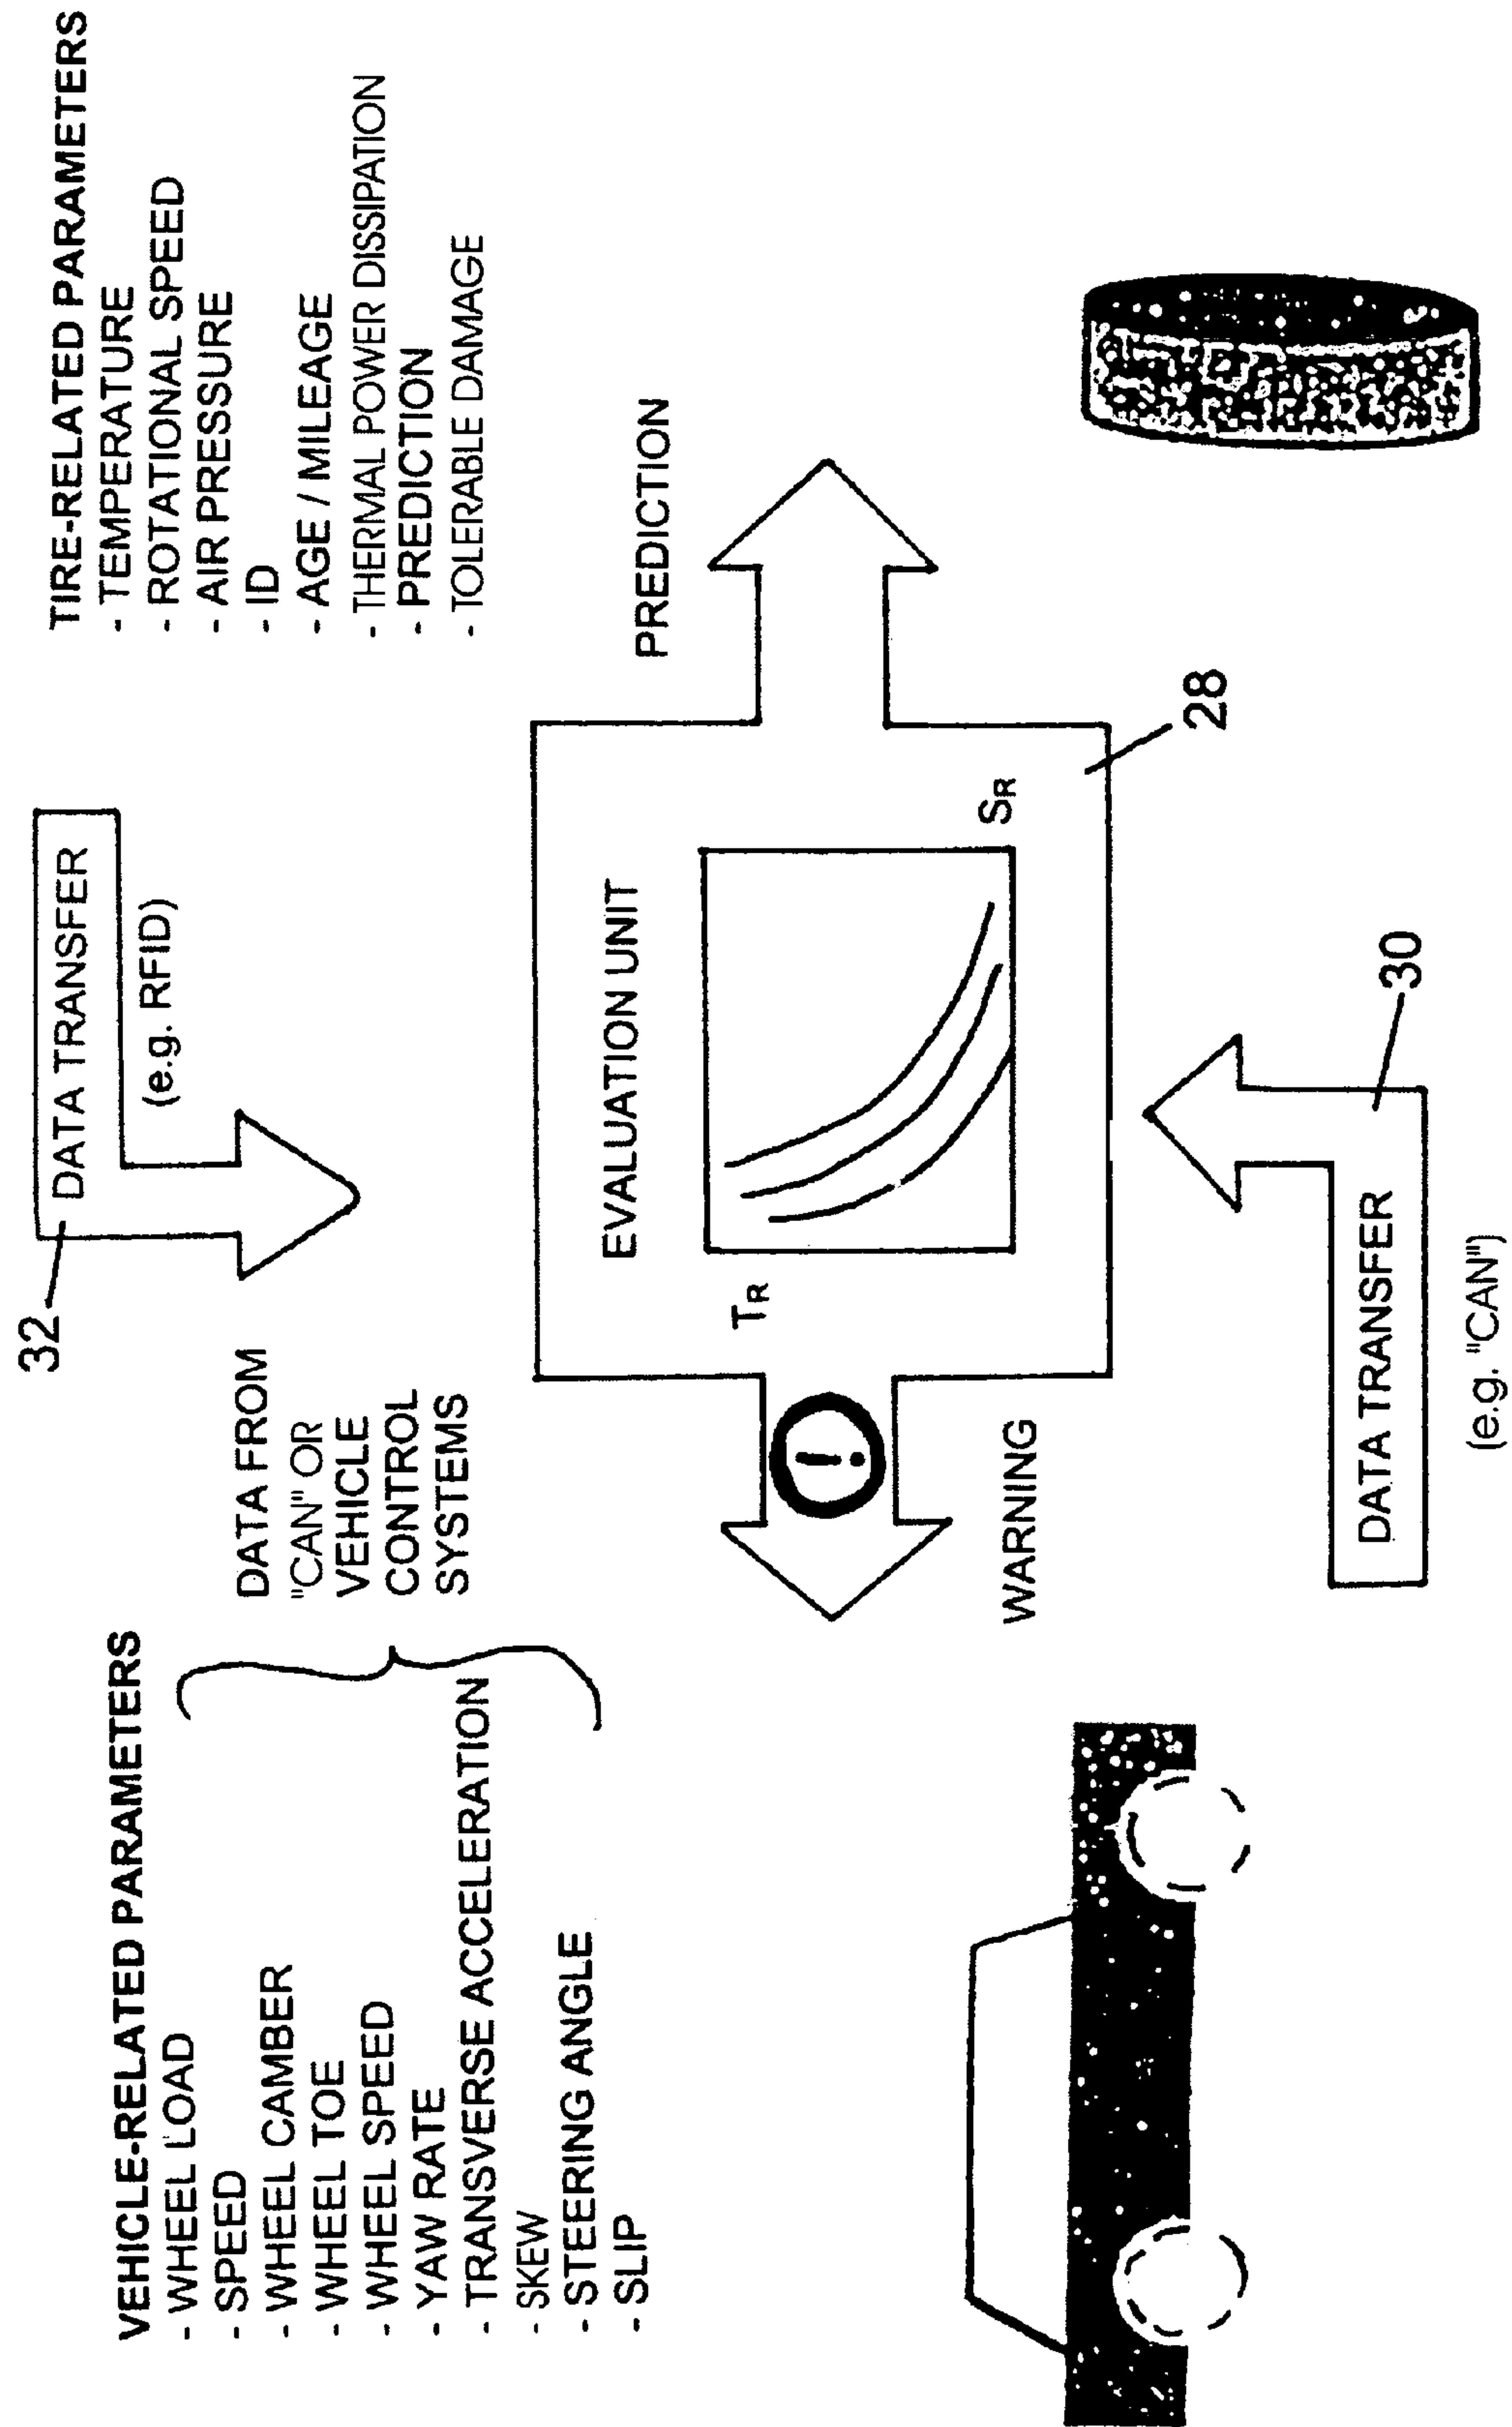 VEHICLE-RELATED PARAMETERS
- WHEEL LOAD
- SPEED
- WHEEL CAMBER
- WHEEL TOE
- WHEEL SPEED
- YAW RATE
- TRANSVERSE ACCELERATION
- SKEW
- STEERING ANGLE
- SLIP
DATA FROM
"CAN" OR
VEHICLE
CONTROL
SYSTEMS
32
DATA TRANSFER
(e.g. RFID)
TIRE-RELATED PARAMETERS
- TEMPERATURE
- ROTATIONAL SPEED
- AIR PRESSURE
- ID
- AGE / MILEAGE
- THERMAL POWER DISSIPATION
- PREDICTION
- TOLERABLE DAMAGE
EVALUATION UNIT
TR
SR
!
WARNING
PREDICTION
28
DATA TRANSFER
30
(e.g. "CAN")